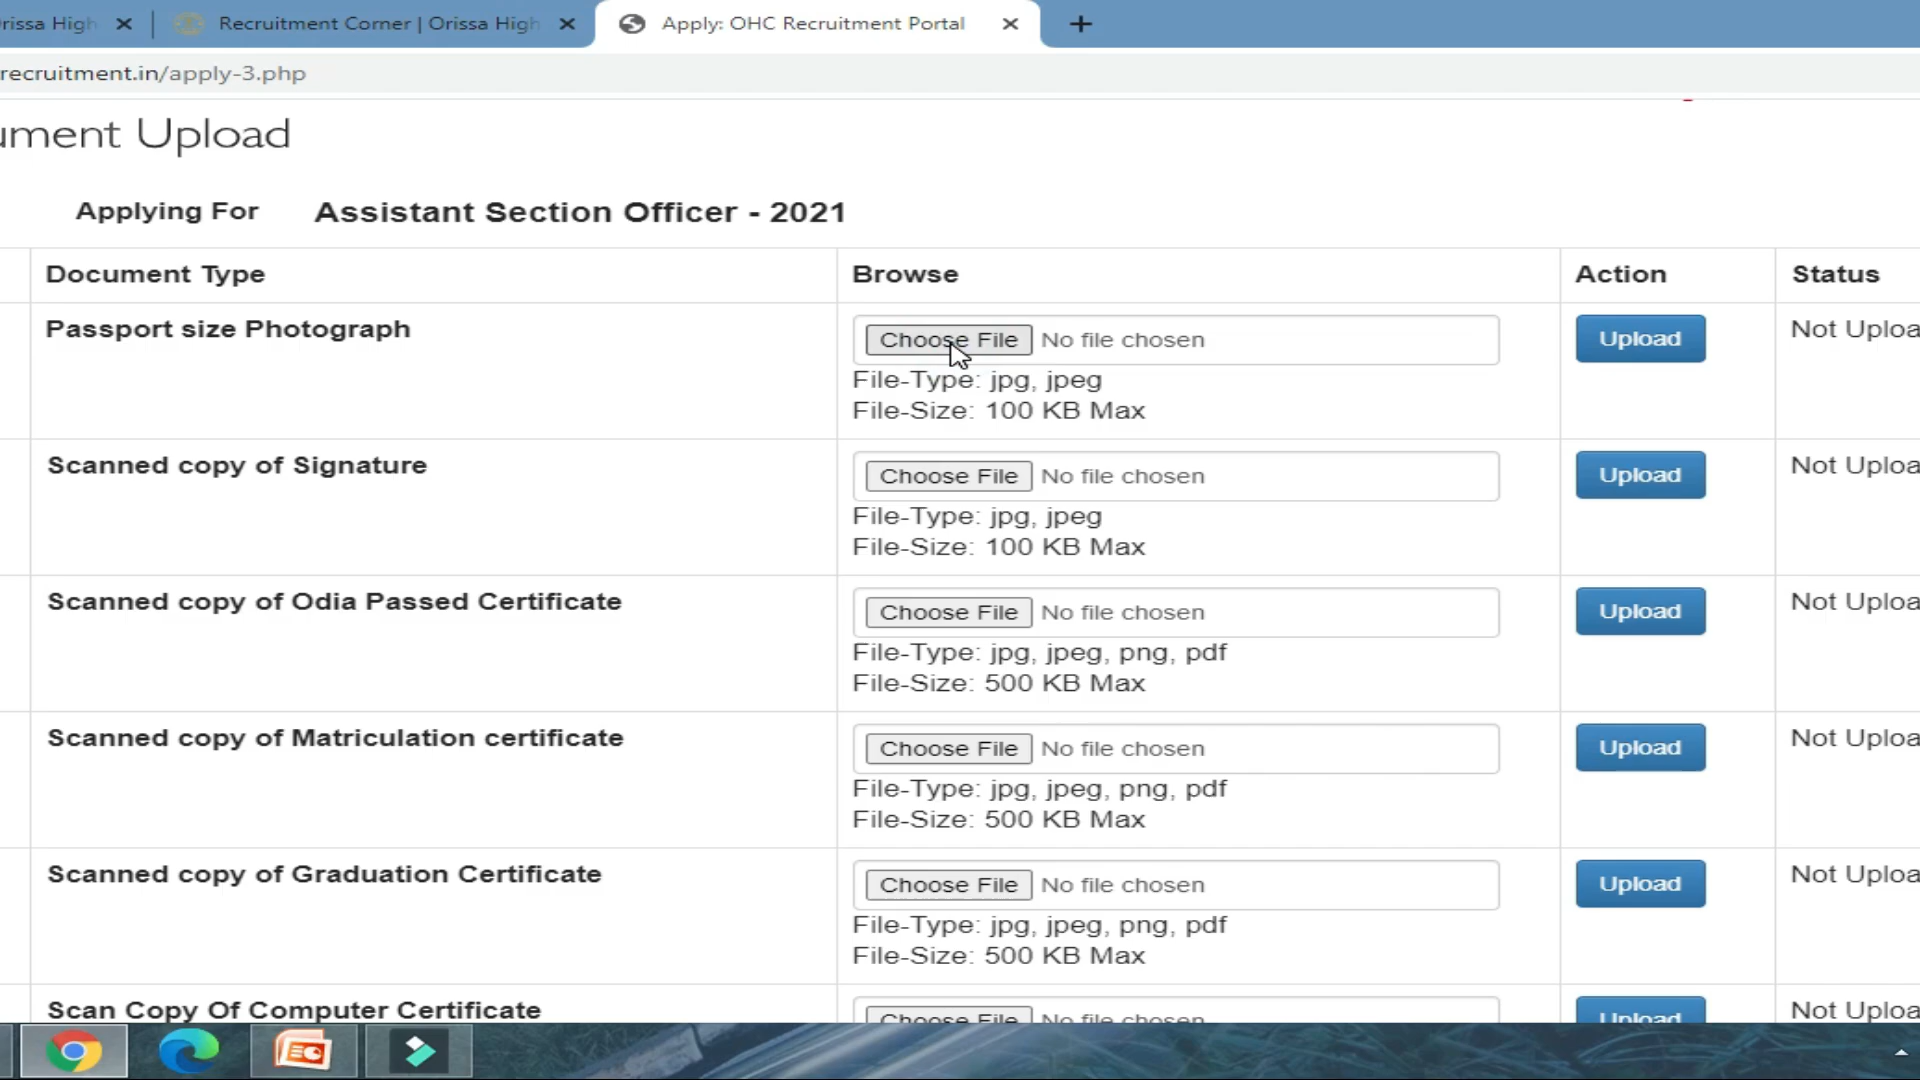 rissa High
Recruitment Corner | Orissa High
Apply: OHC Recruitment Portal
recruitment.in/apply-3.php
ument Upload
Applying For Assistant Section Officer - 2021
Document Type Browse Action Status
Passport size Photograph Choose File No file chosen Upload Not Uploa
File-Type: jpg, jpeg
File-Size: 100 KB Max
Scanned copy of Signature Choose File No file chosen Upload Not Uploa
File-Type: jpg, jpeg
File-Size: 100 KB Max
Scanned copy of Odia Passed Certificate Choose File No file chosen Upload Not Uploa
File-Type: jpg, jpeg, png, pdf
File-Size: 500 KB Max
Scanned copy of Matriculation certificate Choose File No file chosen Upload Not Uploa
File-Type: jpg, jpeg, png, pdf
File-Size: 500 KB Max
Scanned copy of Graduation Certificate Choose File No file chosen Upload Not Uploa
File-Type: jpg, jpeg, png, pdf
File-Size: 500 KB Max
Scan Copy Of Computer Certificate Choose File No file chosen Upload Not Uploa